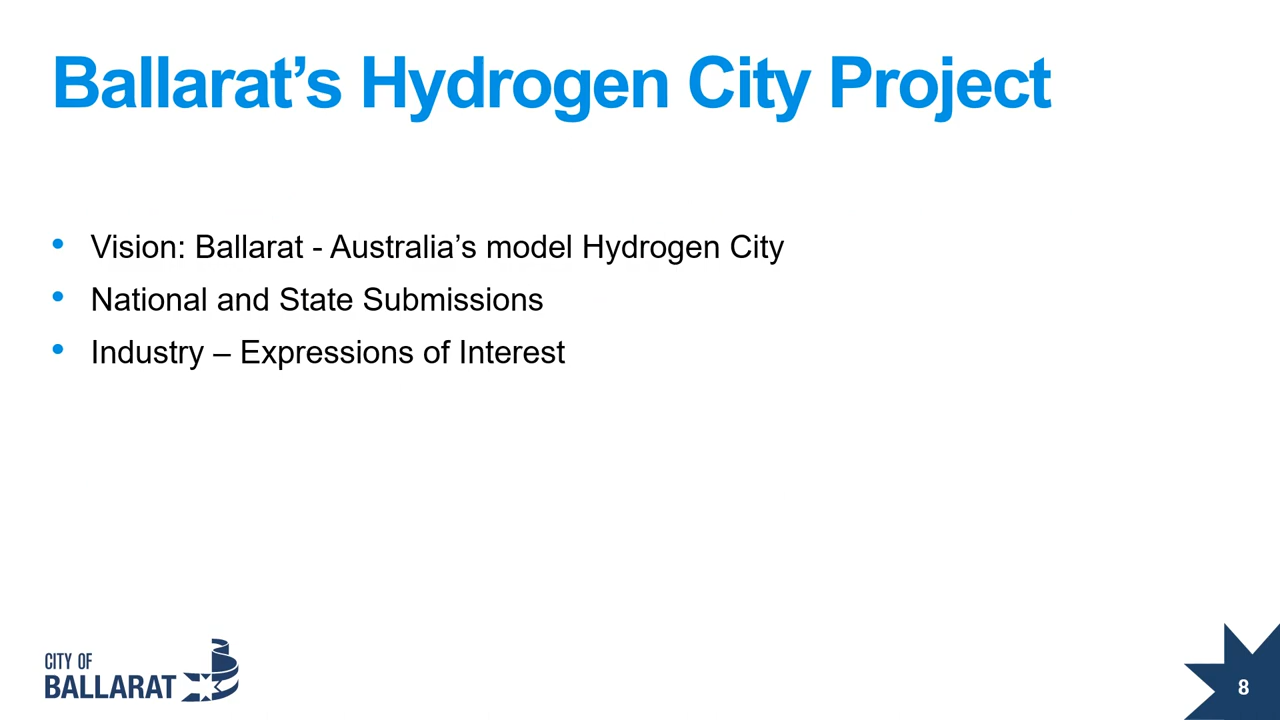 Ballarat’s Hydrogen City Project
• Vision: Ballarat - Australia’s model Hydrogen City
• National and State Submissions
• Industry – Expressions of Interest
CITY OF
BALLARAT
8